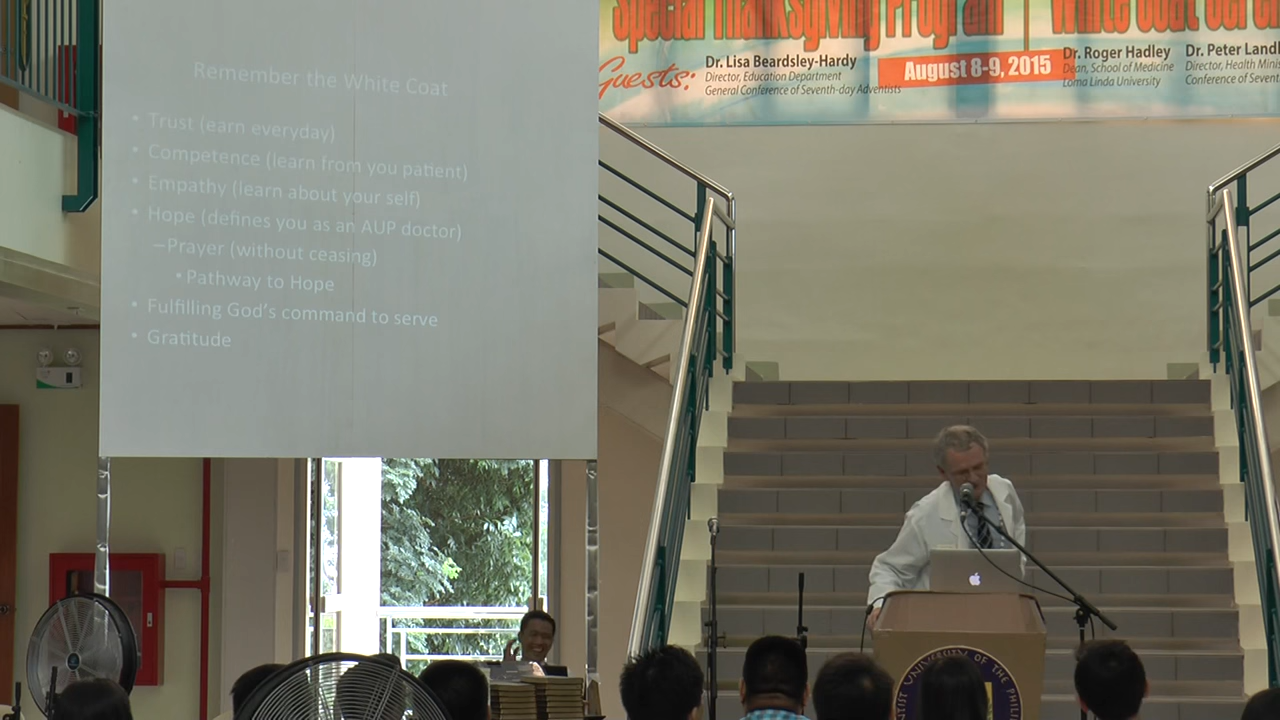 Remember the White Coat
• Trust (earn everyday)
• Competence (learn from you patient)
• Empathy (learn about your self)
• Hope (defines you as an AUP doctor)
–Prayer (without ceasing)
• Pathway to Hope
• Fulfilling God's command to serve
• Gratitude
Special Thanksgiving Program
White Coat
Guests:
Dr. Lisa Beardsley-Hardy
Director, Education Department
General Conference of Seventh-day Adventists
August 8-9, 2015
Dr. Roger Hadley
Dean, School of Medicine
Loma Linda University
Dr. Peter
Director, Health
Conference of
UNIVERSITY OF THE